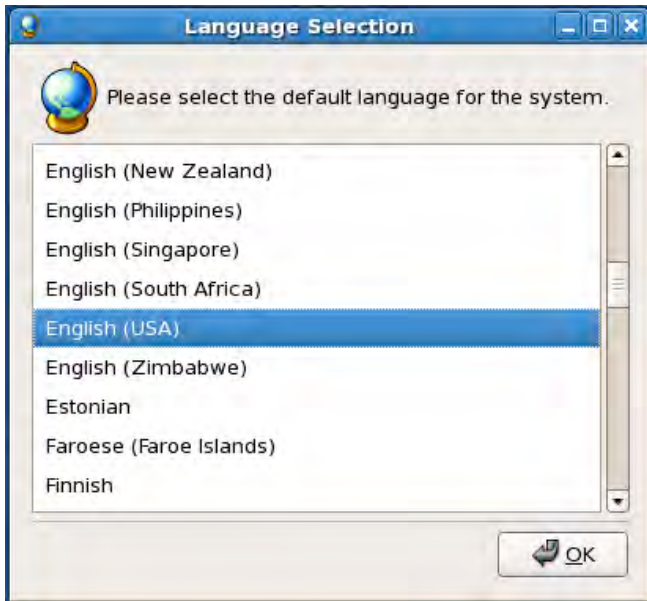 Language Selection
Please select the default language for the system.
English (New Zealand)
English (Philippines)
English (Singapore)
English (South Africa)
English (USA)
English (Zimbabwe)
Estonian
Faroese (Faroe Islands)
Finnish
OK